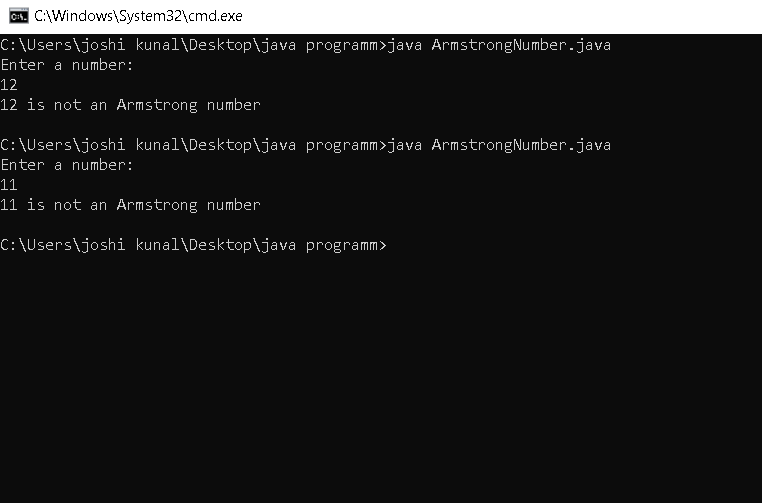 C:\Windows\System32\cmd.exe
C:\Users\joshi kunal\Desktop\java programm>java ArmstrongNumber.java
Enter a number:
12
12 is not an Armstrong number
C:\Users\joshi kunal\Desktop\java programm>java ArmstrongNumber.java
Enter a number:
11
11 is not an Armstrong number
C:\Users\joshi kunal\Desktop\java programm>